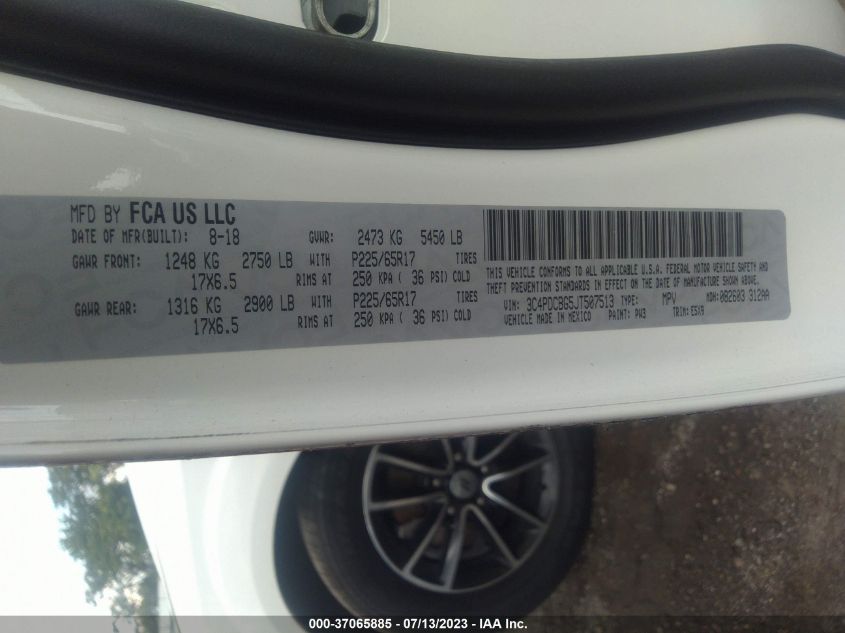 MFD BY FCA US LLC
DATE OF MFR(BUILT): 8-18 GVWR: 2473 KG 5450 LB
GAWR FRONT: 1248 KG 2750 LB WITH P225/65R17 TIRES
17X6.5 RIMS AT 250 KPA ( 36 PSI) COLD
GAWR REAR: 1316 KG 2900 LB WITH P225/65R17 TIRES
17X6.5 RIMS AT 250 KPA ( 36 PSI) COLD
THIS VEHICLE CONFORMS TO ALL APPLICABLE U.S.A. FEDERAL MOTOR VEHICLE SAFETY AND
THEFT PREVENTION STANDARDS IN EFFECT ON THE DATE OF MANUFACTURE SHOWN ABOVE.
VIN: 3C4PDCBG5JT507513 TYPE: MPV MDH: 082603 312AA
VEHICLE MADE IN MEXICO PAINT: PW3 TRIM: E5X9
000-37065885 / 07/13/2023 - IAA Inc.